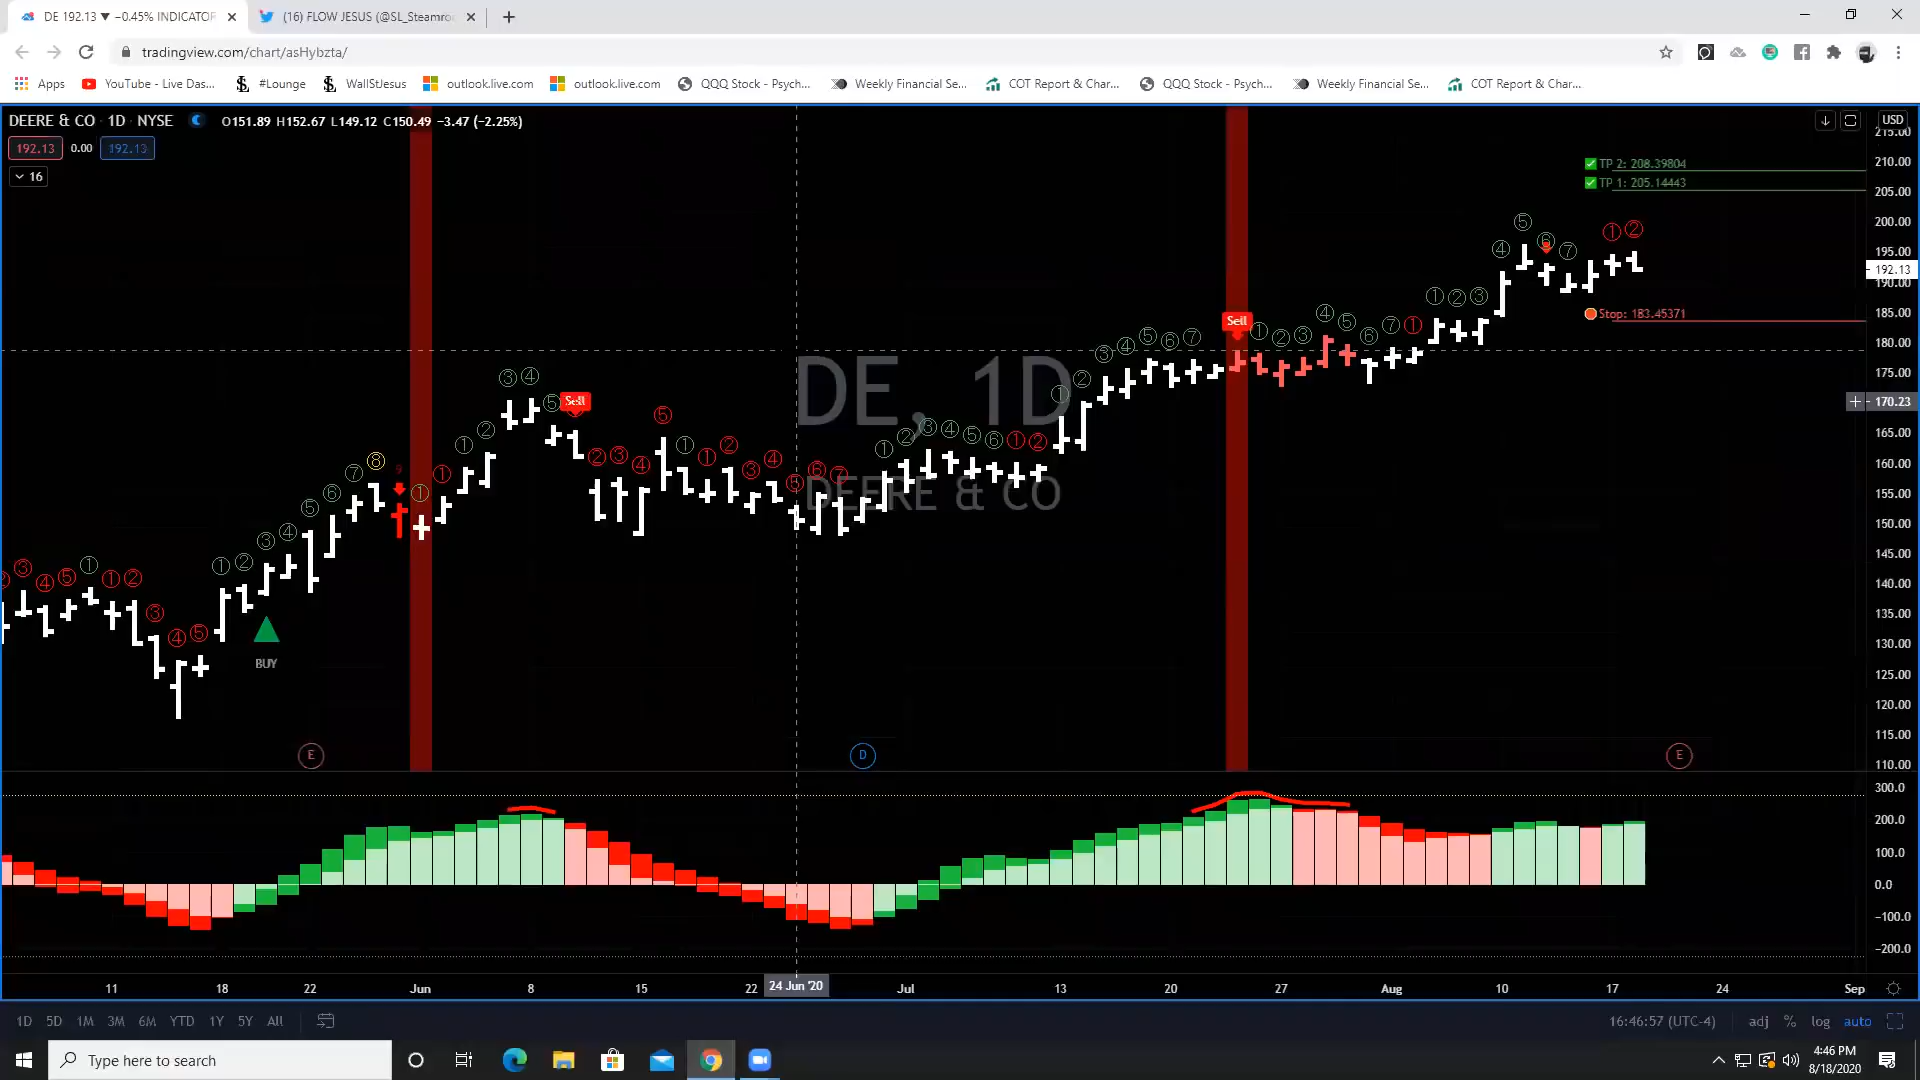 DE 192.13 ▼ −0.45% INDICATOR
(16) FLOW JESUS (@SL_Steamro
tradingview.com/chart/asHybzta/
Apps
YouTube - Live Das...
#Lounge
WallStJesus
outlook.live.com
outlook.live.com
QQQ Stock - Psych...
Weekly Financial Se...
COT Report & Char...
QQQ Stock - Psych...
Weekly Financial Se...
COT Report & Char...
DEERE & CO · 1D · NYSE
O151.89 H152.67 L149.12 C150.49 −3.47 (−2.25%)
USD
192.13 0.00 192.13
16
TP 2: 208.39804
TP 1: 205.14443
Stop: 183.45371
Sell
Sell
BUY
DE, 1D
DEERE & CO
E
D
E
215.00
210.00
205.00
200.00
195.00
192.13
190.00
185.00
180.00
175.00
170.23
165.00
160.00
155.00
150.00
145.00
140.00
135.00
130.00
125.00
120.00
115.00
110.00
300.0
200.0
100.0
0.0
−100.0
−200.0
11 18 22 Jun 8 15 22 24 Jun '20 Jul 13 20 27 Aug 10 17 24 Sep
1D 5D 1M 3M 6M YTD 1Y 5Y All
16:46:57 (UTC-4) adj % log auto
Type here to search
4:46 PM
8/18/2020